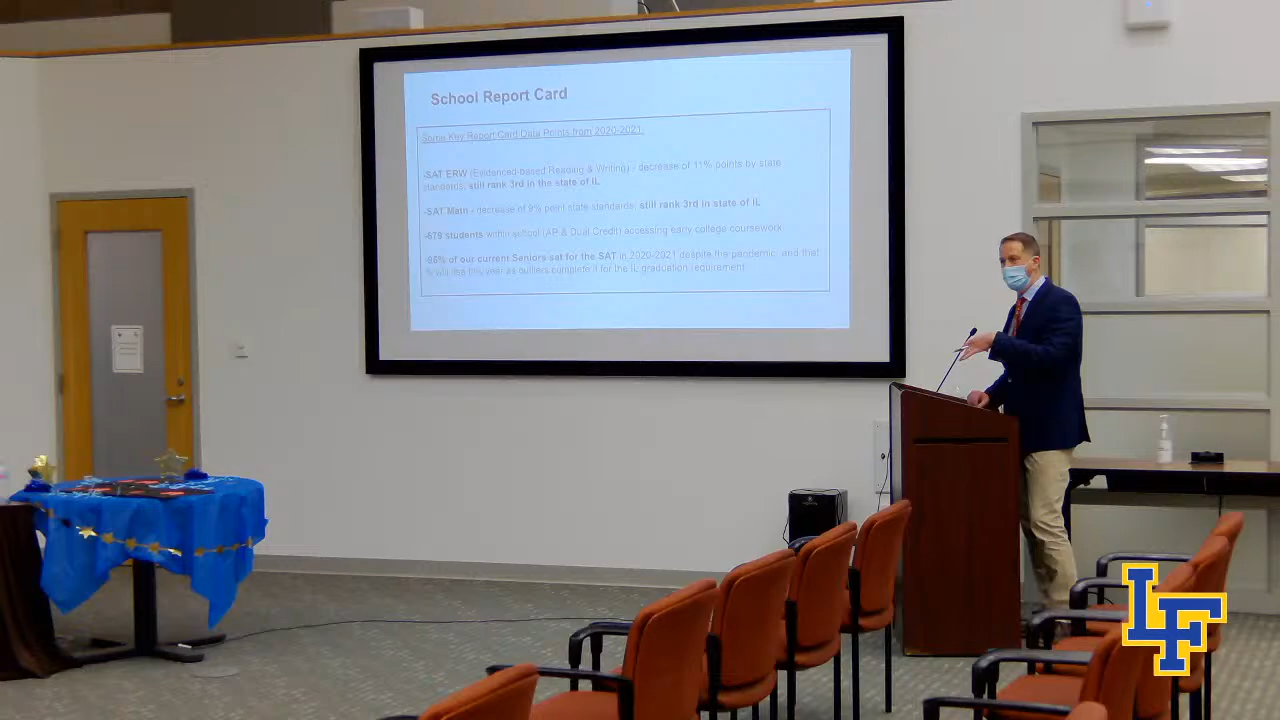 School Report Card
Some Key Report Card Data Points from 2020-2021
-SAT ERW (Evidenced-based Reading & Writing) - decrease of 11% points by state
standards; still rank 3rd in the state of IL
-SAT Math - decrease of 9% point state standards; still rank 3rd in state of IL
-679 students within school (AP & Dual Credit) accessing early college coursework
of our current Seniors sat for the SAT in 2020-2021 despite the pandemic, and that
% will rise this year as outliers complete it for the IL graduation requirement
LF